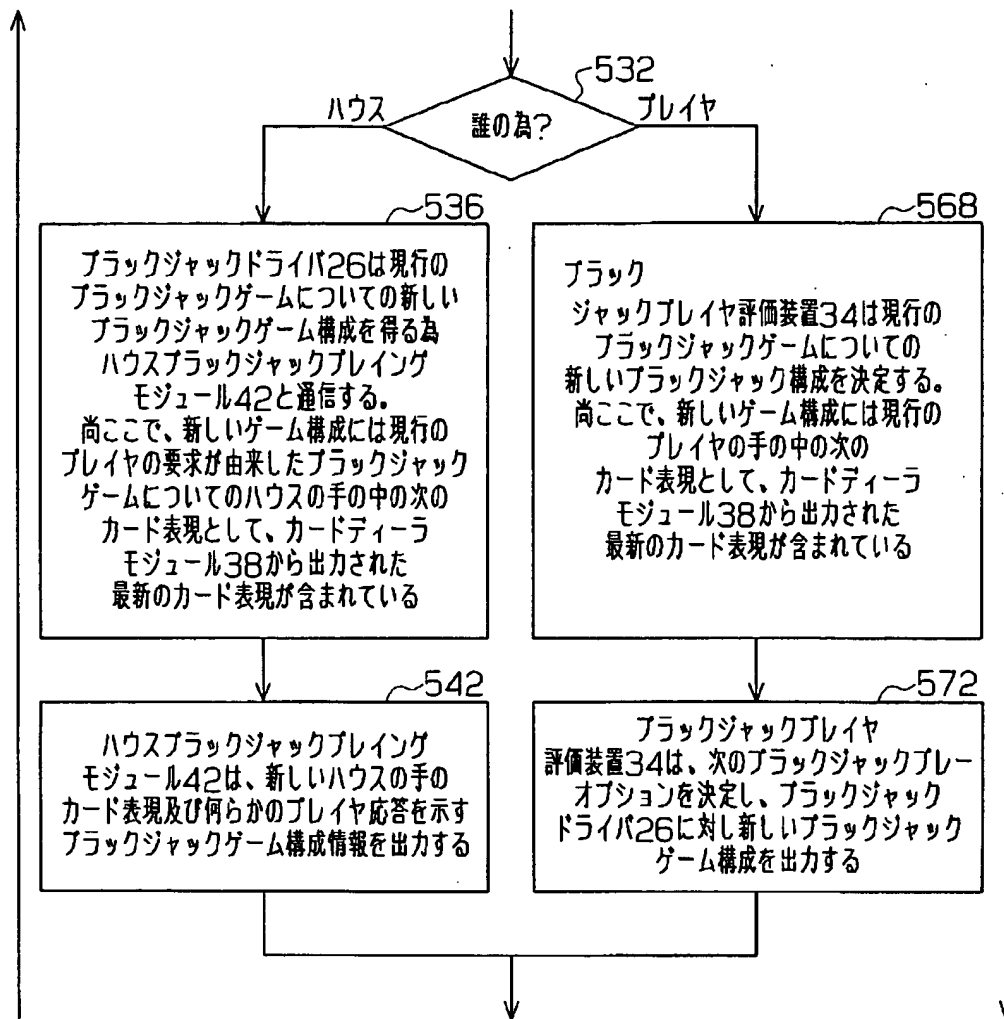 532
ハウス
誰の為?
プレイヤ
536
ブラックジャックドライバ26は現行の
ブラックジャックゲームについての新しい
ブラックジャックゲーム構成を得る為
ハウスブラックジャックプレイング
モジュール42と通信する。
尚ここで、新しいゲーム構成には現行の
プレイヤの要求が由来したブラックジャック
ゲームについてのハウスの手の中の次の
カード表現として、カードディーラ
モジュール38から出力された
最新のカード表現が含まれている
568
ブラック
ジャックプレイヤ評価装置34は現行の
ブラックジャックゲームについての
新しいブラックジャック構成を決定する。
尚ここで、新しいゲーム構成には現行の
プレイヤの手の中の次の
カード表現として、カードディーラ
モジュール38から出力された
最新のカード表現が含まれている
542
ハウスブラックジャックプレイング
モジュール42は、新しいハウスの手の
カード表現及び何らかのプレイヤ応答を示す
ブラックジャックゲーム構成情報を出力する
572
ブラックジャックプレイヤ
評価装置34は、次のブラックジャックプレー
オプションを決定し、ブラックジャック
ドライバ26に対し新しいブラックジャック
ゲーム構成を出力する